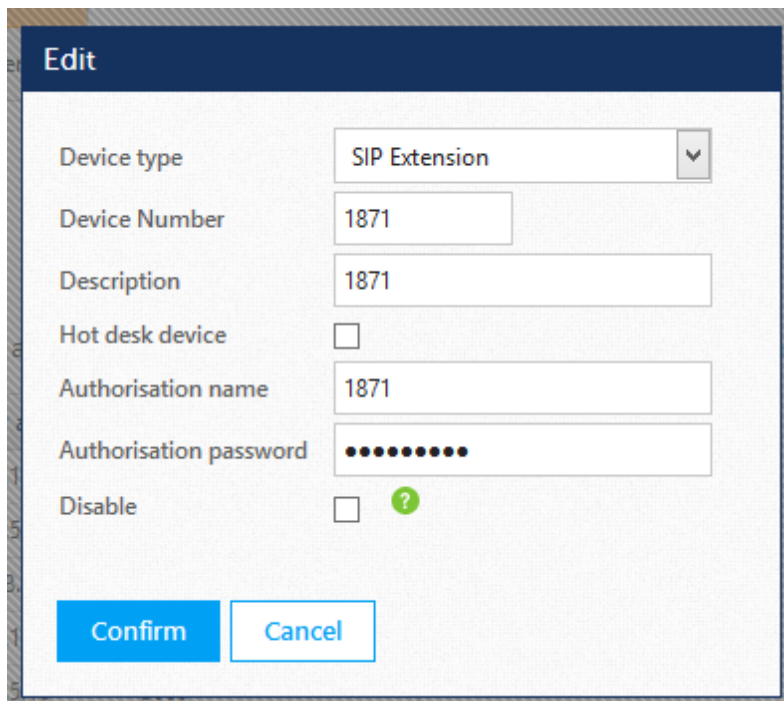 Edit
Device type SIP Extension
Device Number 1871
Description 1871
Hot desk device
Authorisation name 1871
Authorisation password •••••••••
Disable ?
Confirm Cancel